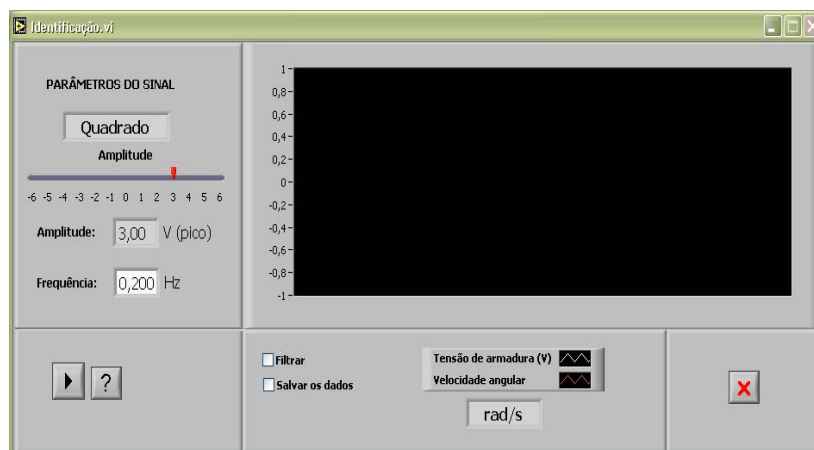 Identificação.vi
PARÂMETROS DO SINAL
Quadrado
Amplitude
-6 -5 -4 -3 -2 -1 0 1 2 3 4 5 6
Amplitude: 3,00 V (pico)
Frequência: 0,200 Hz
1
0,8
0,6
0,4
0,2
0
-0,2
-0,4
-0,6
-0,8
-1
?
Filtrar
Salvar os dados
Tensão de armadura (V)
Velocidade angular
rad/s